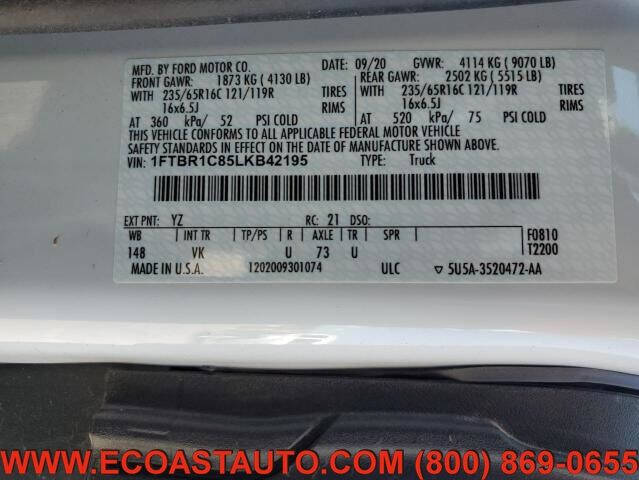 MFD. BY FORD MOTOR CO. DATE: 09/20 GVWR: 4114 KG ( 9070 LB)
FRONT GAWR: 1873 KG ( 4130 LB) REAR GAWR: 2502 KG ( 5515 LB)
WITH 235/65R16C 121/119R TIRES WITH 235/65R16C 121/119R TIRES
16x6.5J RIMS 16x6.5J RIMS
AT 360 kPa/ 52 PSI COLD AT 520 kPa/ 75 PSI COLD
THIS VEHICLE CONFORMS TO ALL APPLICABLE FEDERAL MOTOR VEHICLE
SAFETY STANDARDS IN EFFECT ON THE DATE OF MANUFACTURE SHOWN ABOVE.
VIN: 1FTBR1C85LKB42195 TYPE: Truck
EXT PNT: YZ RC: 21 DSO:
WB INT TR TP/PS R AXLE TR SPR F0810
148 VK U 73 U T2200
MADE IN U.S.A. 1202009301074 ULC 5U5A-3520472-AA
WWW.ECOASTAUTO.COM (800) 869-0655